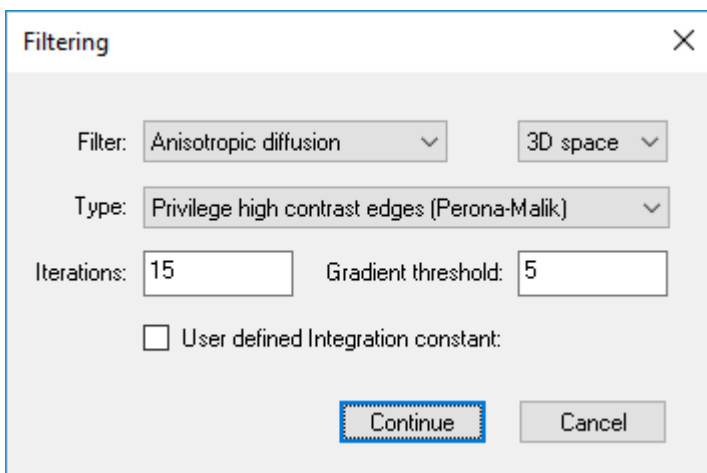 Filtering
Filter: Anisotropic diffusion 3D space
Type: Privilege high contrast edges (Perona-Malik)
Iterations: 15 Gradient threshold: 5
User defined Integration constant:
Continue Cancel